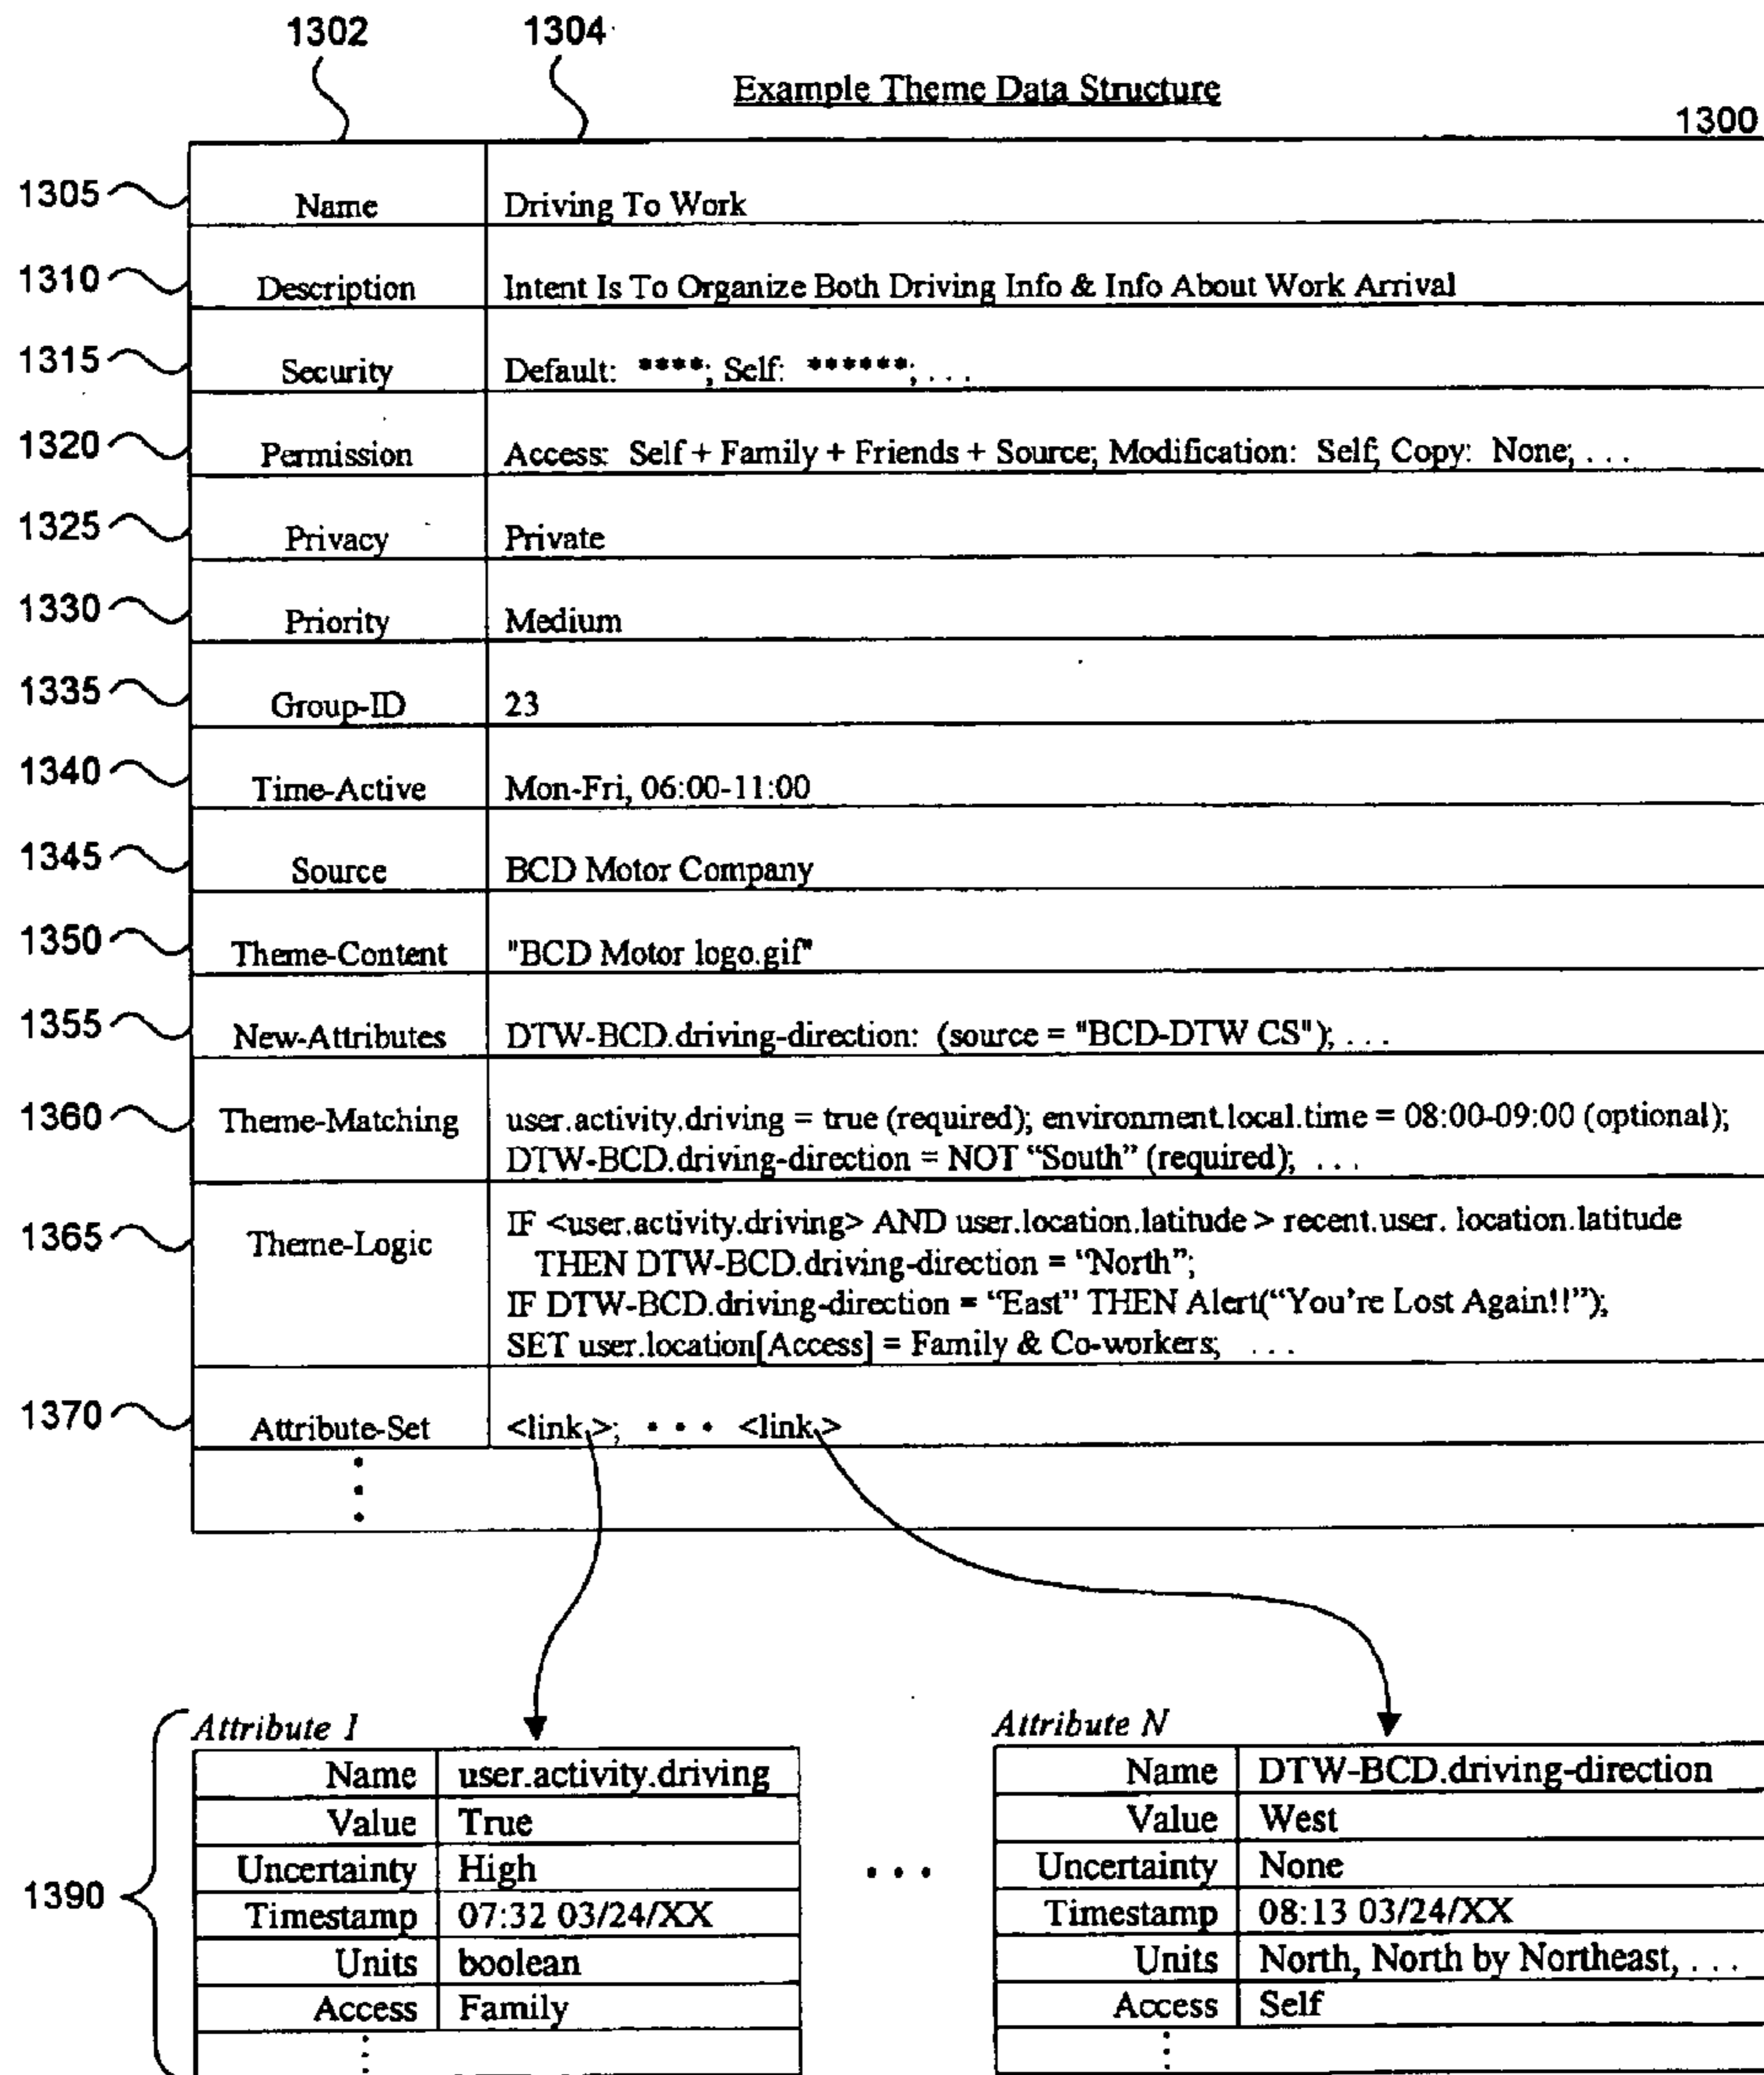 1302 1304
Example Theme Data Structure
1300
1305 Name Driving To Work
1310 Description Intent Is To Organize Both Driving Info & Info About Work Arrival
1315 Security Default: ****; Self: ******; . . .
1320 Permission Access: Self + Family + Friends + Source; Modification: Self; Copy: None; . . .
1325 Privacy Private
1330 Priority Medium
1335 Group-ID 23
1340 Time-Active Mon-Fri, 06:00-11:00
1345 Source BCD Motor Company
1350 Theme-Content "BCD Motor logo.gif"
1355 New-Attributes DTW-BCD.driving-direction: (source = "BCD-DTW CS"); . . .
1360 Theme-Matching user.activity.driving = true (required); environment.local.time = 08:00-09:00 (optional);
DTW-BCD.driving-direction = NOT “South” (required); . . .
1365 Theme-Logic IF <user.activity.driving> AND user.location.latitude > recent.user. location.latitude
THEN DTW-BCD.driving-direction = “North”;
IF DTW-BCD.driving-direction = “East” THEN Alert(“You’re Lost Again!!”);
SET user.location[Access] = Family & Co-workers; . . .
1370 Attribute-Set <link>; • • • <link>
Attribute 1
Name user.activity.driving
Value True
Uncertainty High
Timestamp 07:32 03/24/XX
Units boolean
Access Family
1390
• • •
Attribute N
Name DTW-BCD.driving-direction
Value West
Uncertainty None
Timestamp 08:13 03/24/XX
Units North, North by Northeast, . . .
Access Self